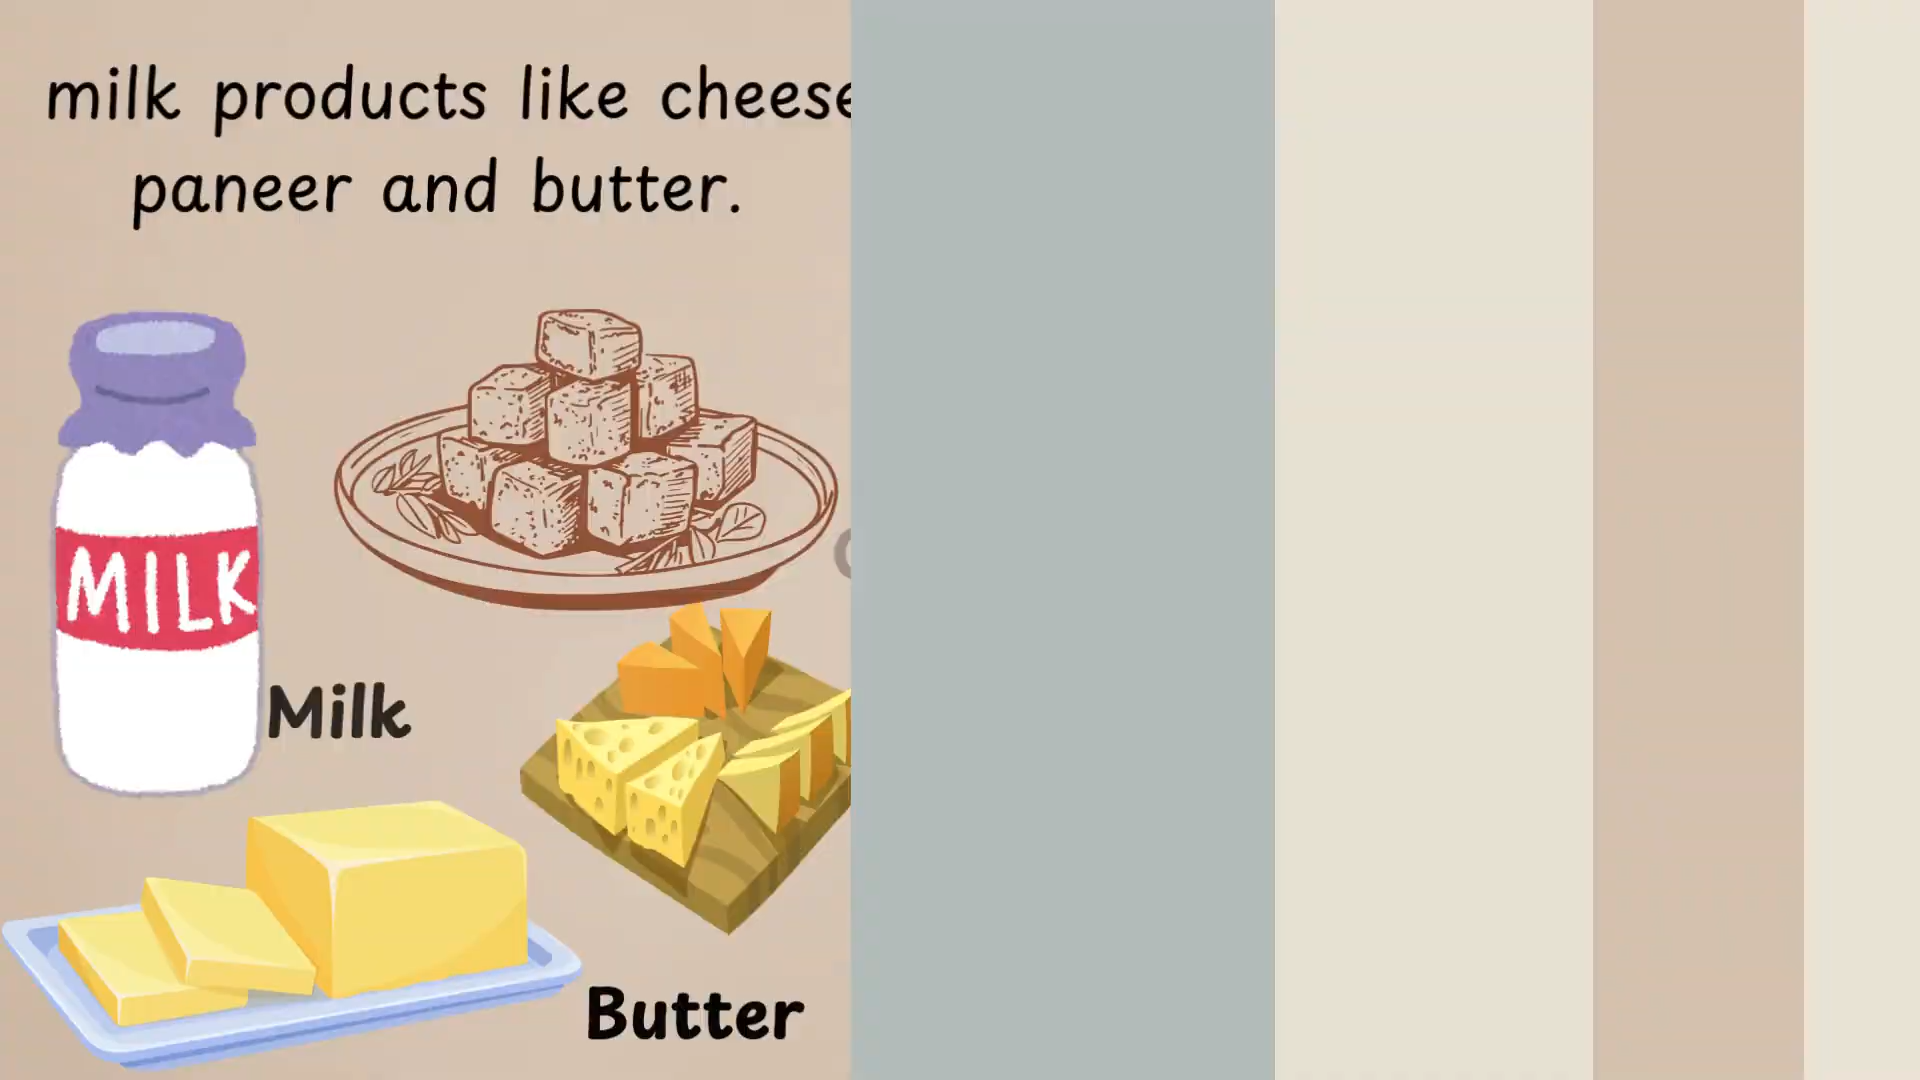 milk products like cheese
paneer and butter.
MILK
Milk
Butter